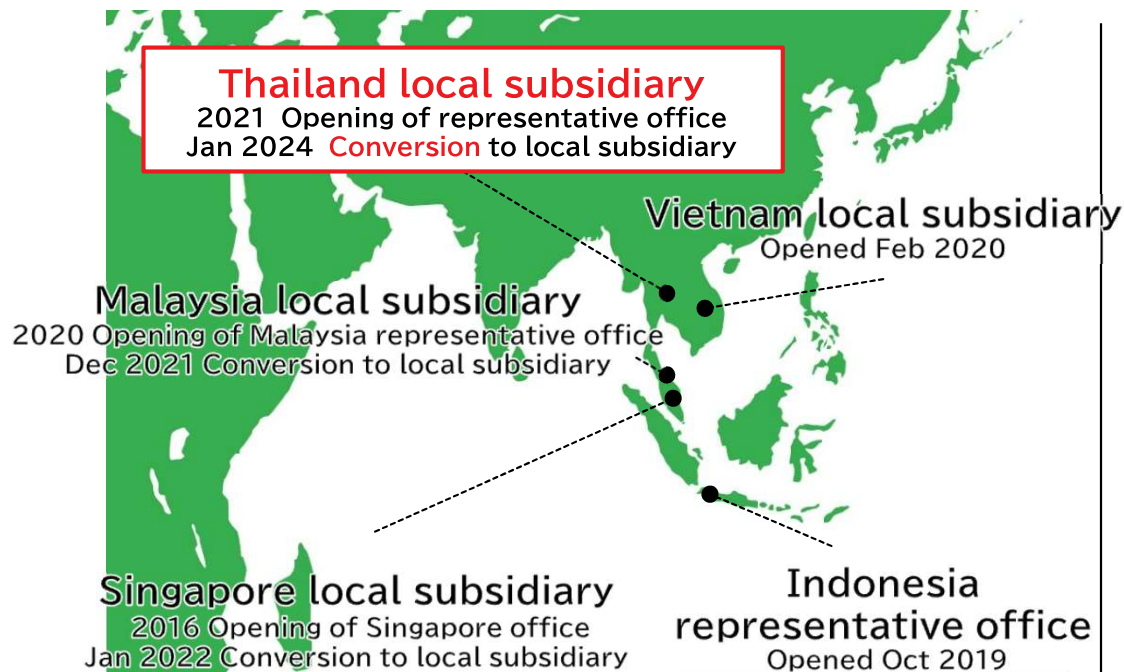 Thailand local subsidiary
2021 Opening of representative office
Jan 2024 Conversion to local subsidiary
Vietnam local subsidiary
Opened Feb 2020
Malaysia local subsidiary
2020 Opening of Malaysia representative office
Dec 2021 Conversion to local subsidiary
Singapore local subsidiary
2016 Opening of Singapore office
Jan 2022 Conversion to local subsidiary
Indonesia
representative office
Opened Oct 2019